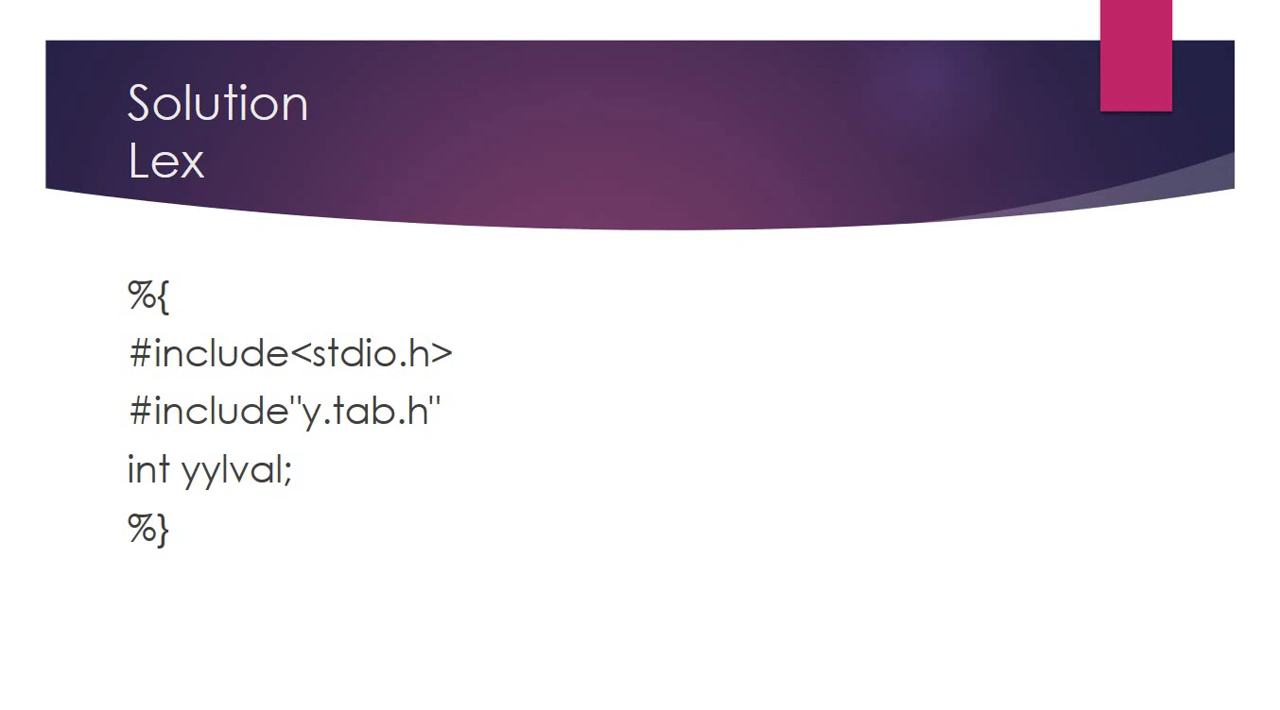 Solution
Lex
%{
#include<stdio.h>
#include"y.tab.h"
int yylval;
%}